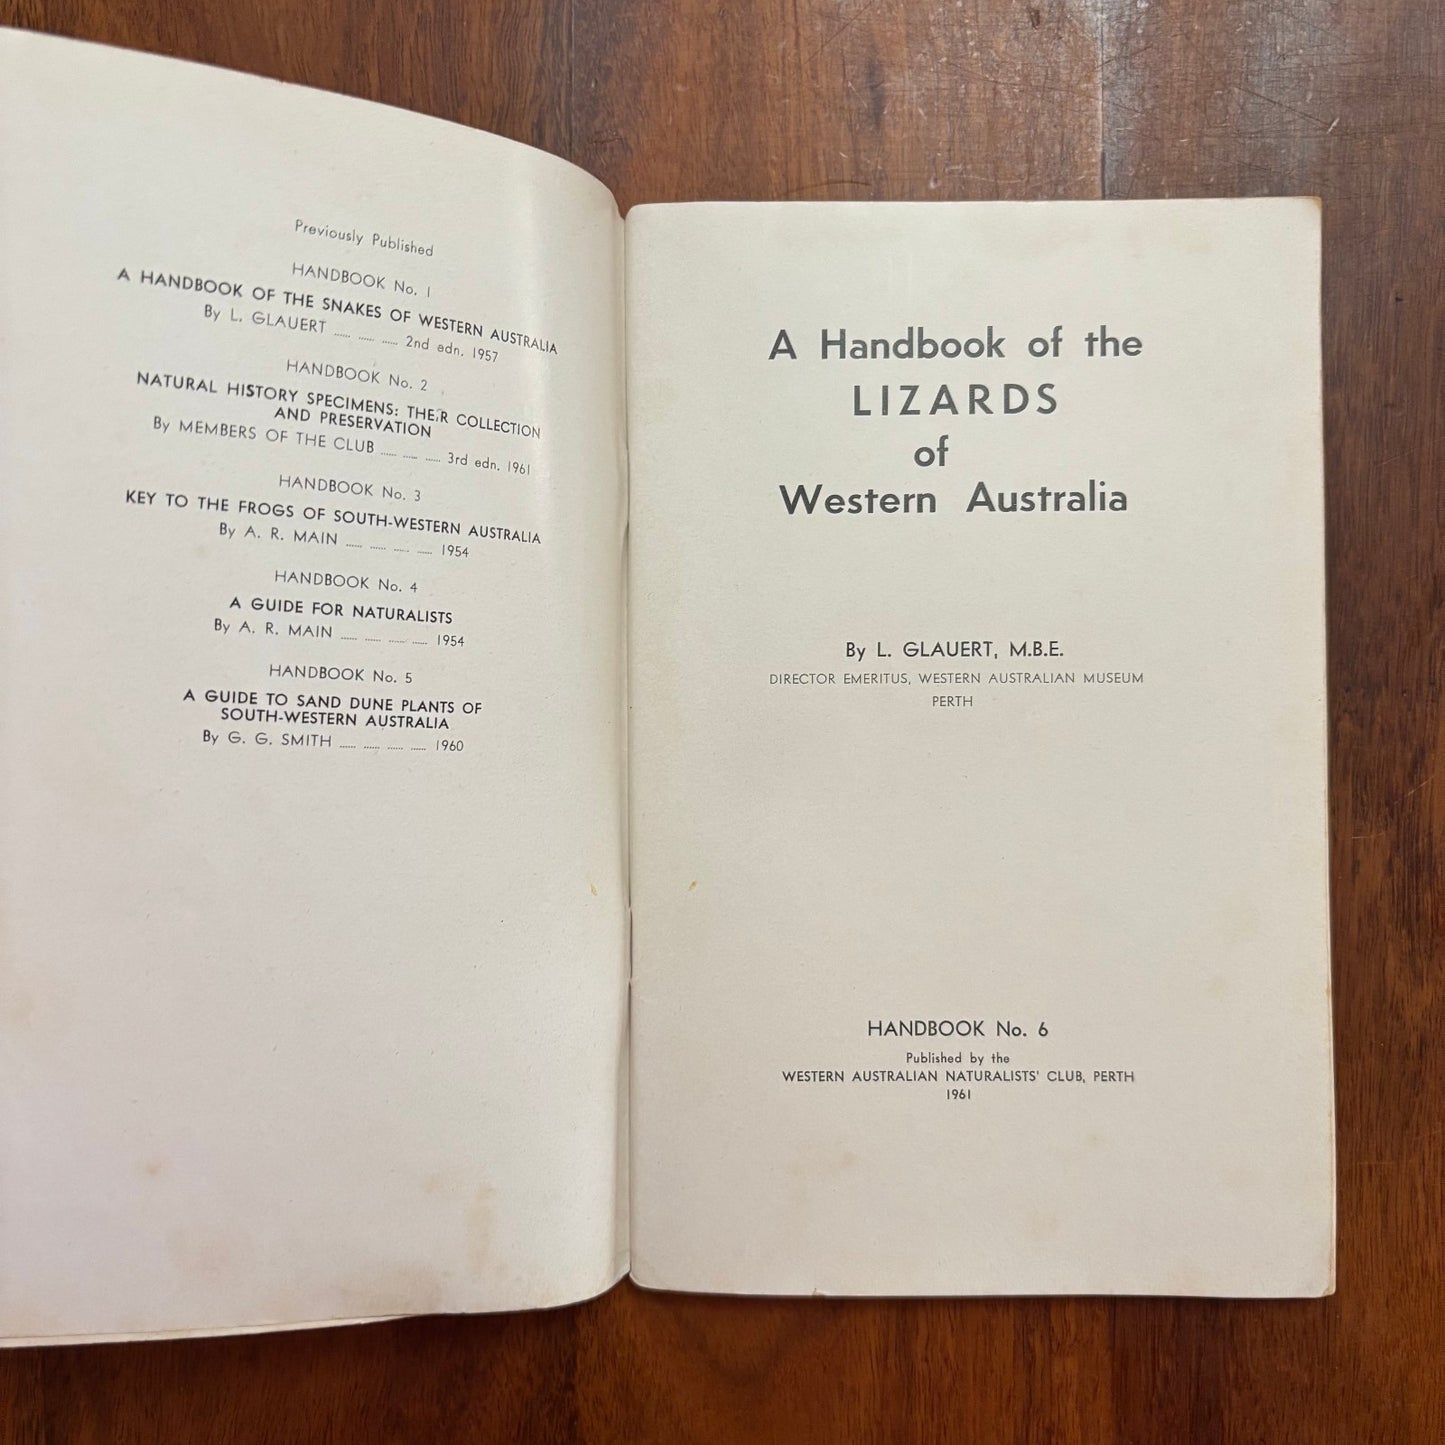 Previously Published
HANDBOOK No. 1
A HANDBOOK OF THE SNAKES OF WESTERN AUSTRALIA
By L. GLAUERT ...... ...... ...... 2nd edn. 1957
HANDBOOK No. 2
NATURAL HISTORY SPECIMENS: THEIR COLLECTION
AND PRESERVATION
By MEMBERS OF THE CLUB ...... ...... ...... 3rd edn. 1961
HANDBOOK No. 3
KEY TO THE FROGS OF SOUTH-WESTERN AUSTRALIA
By A. R. MAIN ...... ...... ...... ...... 1954
HANDBOOK No. 4
A GUIDE FOR NATURALISTS
By A. R. MAIN ...... ...... ...... ...... 1954
HANDBOOK No. 5
A GUIDE TO SAND DUNE PLANTS OF
SOUTH-WESTERN AUSTRALIA
By G. G. SMITH ...... ...... ...... ...... 1960
A Handbook of the
LIZARDS
of
Western Australia
By L. GLAUERT, M.B.E.
DIRECTOR EMERITUS, WESTERN AUSTRALIAN MUSEUM
PERTH
HANDBOOK No. 6
Published by the
WESTERN AUSTRALIAN NATURALISTS' CLUB, PERTH
1961